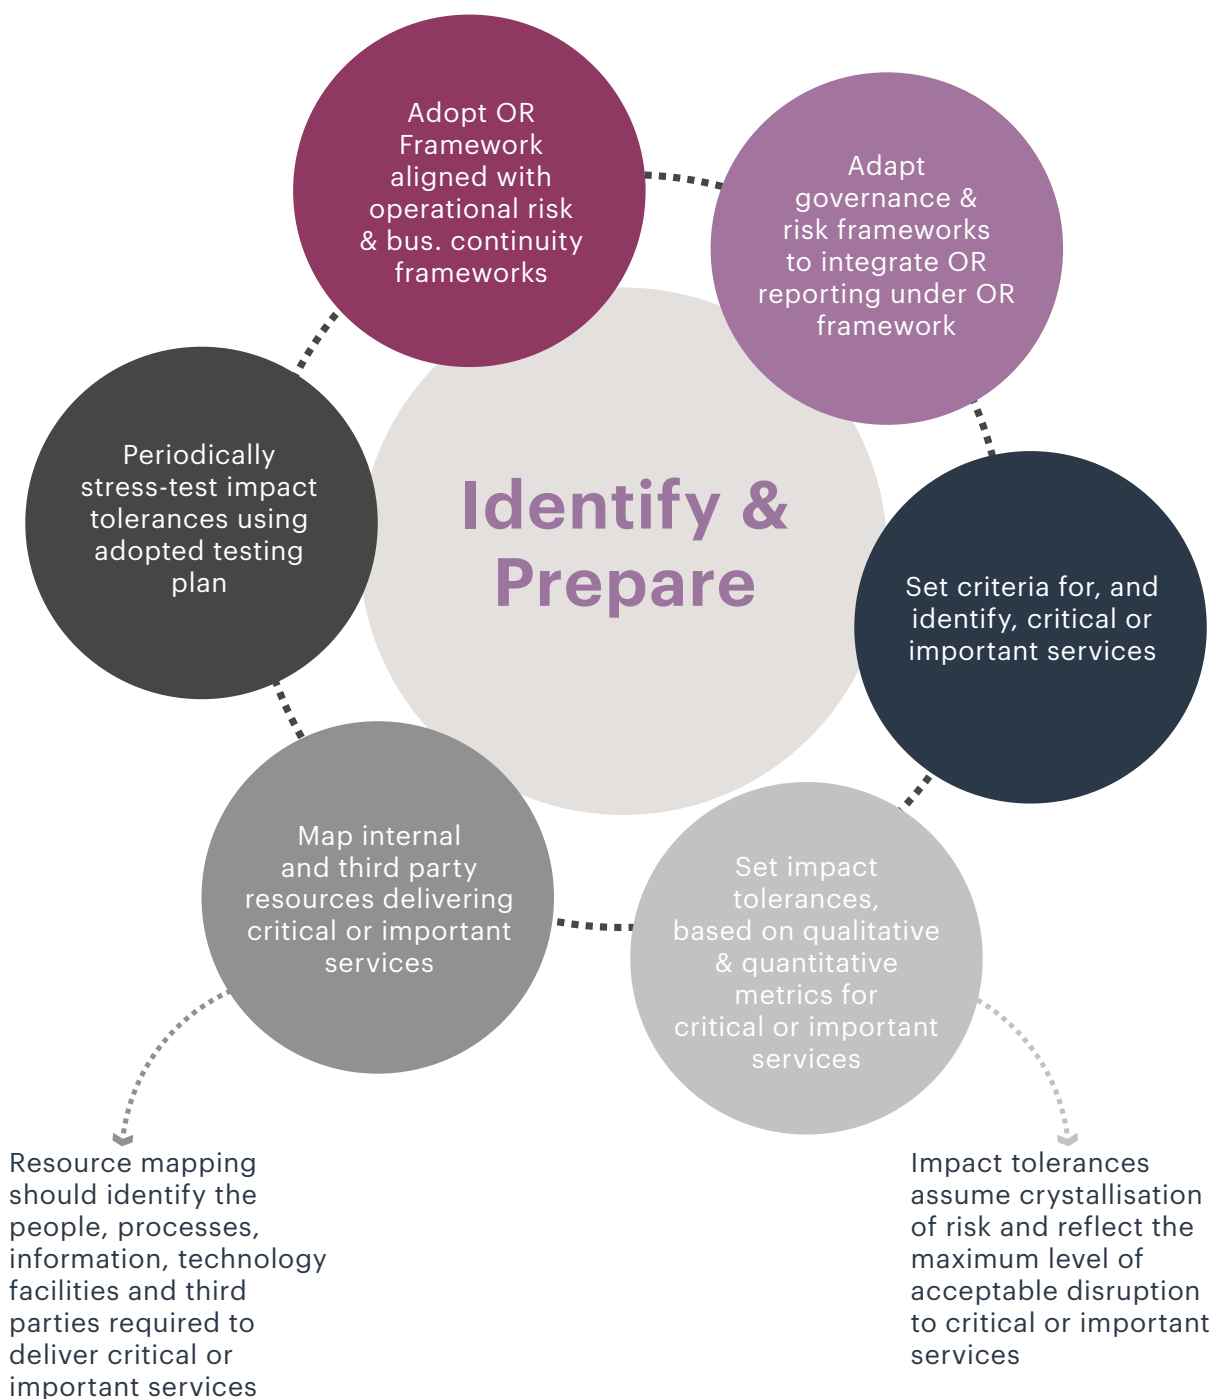 Adopt OR
Framework
aligned with
operational risk
& bus. continuity
frameworks
Adapt
governance &
risk frameworks
to integrate OR
reporting under OR
framework
Identify &
Prepare
Periodically
stress-test impact
tolerances using
adopted testing
plan
Set criteria for, and
identify, critical or
important services
Map internal
and third party
resources delivering
critical or important
services
Set impact
tolerances,
based on qualitative
& quantitative
metrics for
critical or important
services
Resource mapping
should identify the
people, processes,
information, technology
facilities and third
parties required to
deliver critical or
important services
Impact tolerances
assume crystallisation
of risk and reflect the
maximum level of
acceptable disruption
to critical or important
services